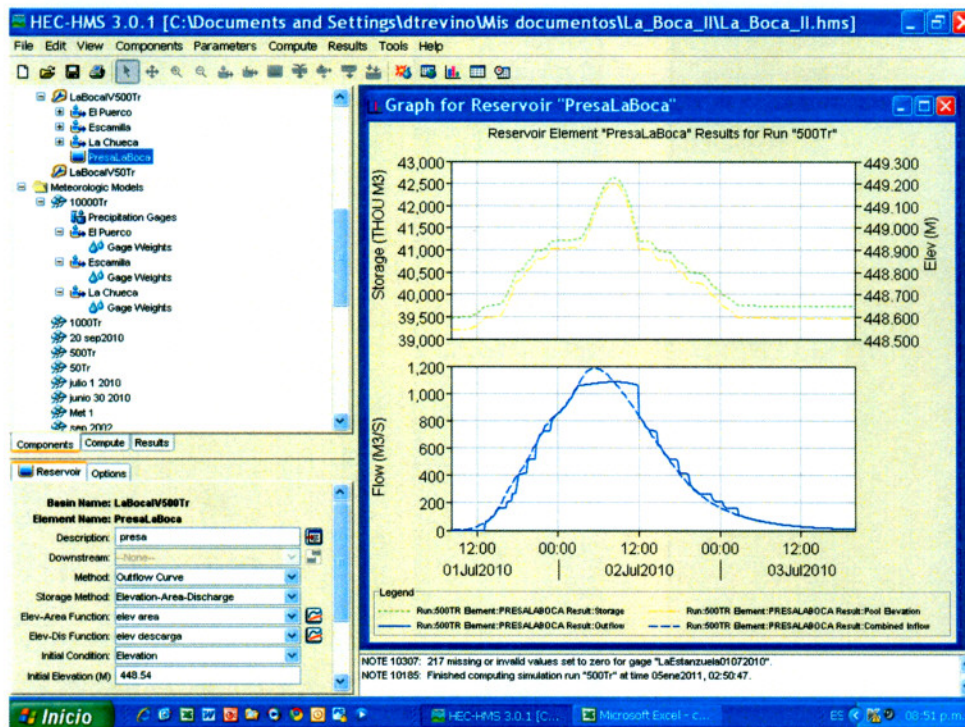 HEC-HMS 3.0.1 [C:\Documents and Settings\dtrevino\Mis documentos\La_Boca_II\La_Boca_II.hms]
File Edit View Components Parameters Compute Results Tools Help
LaBocaIV500Tr
El Puerco
Escamilla
La Chueca
PresaLaBoca
LaBocaIV50Tr
Meteorologic Models
10000Tr
Precipitation Gages
El Puerco
Gage Weights
Escamilla
Gage Weights
La Chueca
Gage Weights
1000Tr
20 sep2010
500Tr
50Tr
julio 1 2010
junio 30 2010
Met 1
sep 2002
Components Compute Results
Reservoir Options
Basin Name: LaBocaIV500Tr
Element Name: PresaLaBoca
Description: presa
Downstream: --None--
Method: Outflow Curve
Storage Method: Elevation-Area-Discharge
Elev-Area Function: elev area
Elev-Dis Function: elev descarga
Initial Condition: Elevation
Initial Elevation (M) 448.54
Graph for Reservoir "PresaLaBoca"
Reservoir Element "PresaLaBoca" Results for Run "500Tr"
Storage (THOU M3)
43,000
42,500
42,000
41,500
41,000
40,500
40,000
39,500
39,000
449.300
449.200
449.100
449.000
448.900
448.800
448.700
448.600
448.500
Elev (M)
Flow (M3/S)
1,200
1,000
800
600
400
200
0
12:00 00:00 12:00 00:00 12:00
01Jul2010 02Jul2010 03Jul2010
Legend
Run:500TR Element:PRESALABOCA Result:Storage Run:500TR Element:PRESALABOCA Result:Pool Elevation
Run:500TR Element:PRESALABOCA Result:Outflow Run:500TR Element:PRESALABOCA Result:Combined Inflow
NOTE 10307: 217 missing or invalid values set to zero for gage "LaEstanzuela01072010".
NOTE 10185: Finished computing simulation run "500Tr" at time 05ene2011, 02:50:47.
Inicio HEC-HMS 3.0.1 [C... Microsoft Excel - c... ES 08:51 p.m.